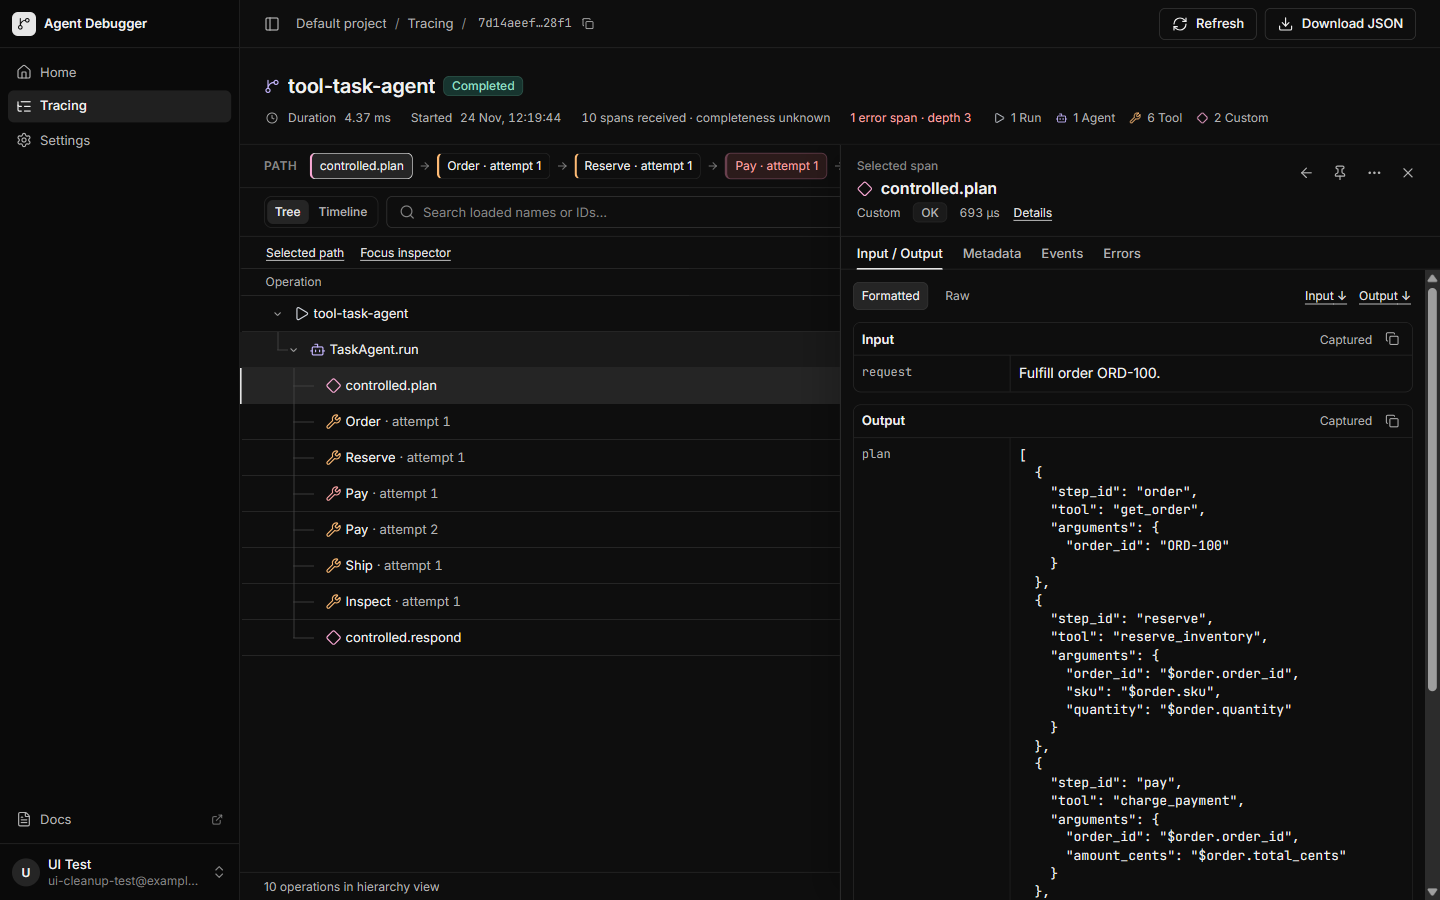 Agent Debugger
Home
Tracing
Settings
Docs
U
UI Test
ui-cleanup-test@exampl...
Default project / Tracing / 7d14aeef…28f1
Refresh
Download JSON
tool-task-agent Completed
Duration 4.37 ms Started 24 Nov, 12:19:44 10 spans received · completeness unknown 1 error span · depth 3 1 Run 1 Agent 6 Tool 2 Custom
PATH controlled.plan → Order · attempt 1 → Reserve · attempt 1 → Pay · attempt 1 →
Tree Timeline Search loaded names or IDs...
Selected path Focus inspector
Operation
tool-task-agent
TaskAgent.run
controlled.plan
Order · attempt 1
Reserve · attempt 1
Pay · attempt 1
Pay · attempt 2
Ship · attempt 1
Inspect · attempt 1
controlled.respond
10 operations in hierarchy view
Selected span
controlled.plan
Custom OK 693 µs Details
Input / Output Metadata Events Errors
Formatted Raw Input ↓ Output ↓
Input Captured
request Fulfill order ORD-100.
Output Captured
plan [
{
"step_id": "order",
"tool": "get_order",
"arguments": {
"order_id": "ORD-100"
}
},
{
"step_id": "reserve",
"tool": "reserve_inventory",
"arguments": {
"order_id": "$order.order_id",
"sku": "$order.sku",
"quantity": "$order.quantity"
}
},
{
"step_id": "pay",
"tool": "charge_payment",
"arguments": {
"order_id": "$order.order_id",
"amount_cents": "$order.total_cents"
}
},